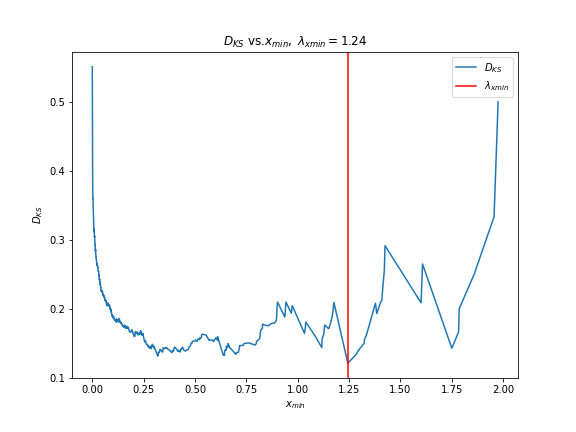 D_KS vs.x_min, λ_xmin = 1.24
D_KS
λ_xmin
0.5
0.4
0.3
0.2
0.1
D_KS
0.00 0.25 0.50 0.75 1.00 1.25 1.50 1.75 2.00
x_min